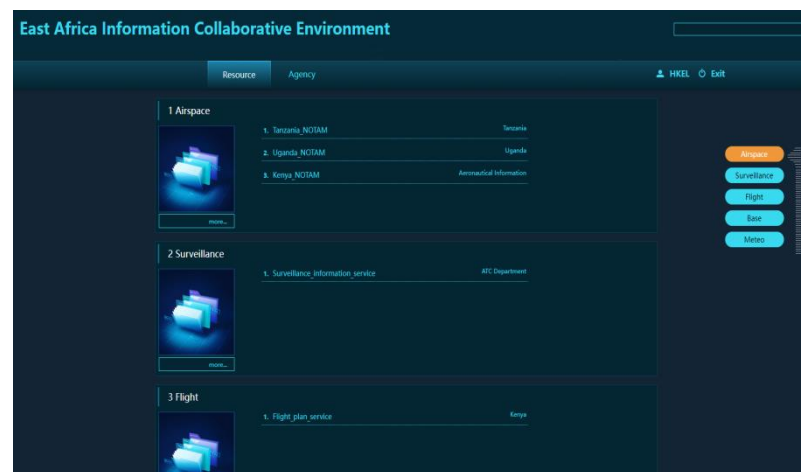 East Africa Information Collaborative Environment
Resource Agency HKEL Exit
1 Airspace
1. Tanzania_NOTAM Tanzania
2. Uganda_NOTAM Uganda
3. Kenya_NOTAM Aeronautical Information
more...
Airspace
Surveillance
Flight
Base
Meteo
2 Surveillance
1. Surveillance_information_service ATC Department
more...
3 Flight
1. Flight_plan_service Kenya